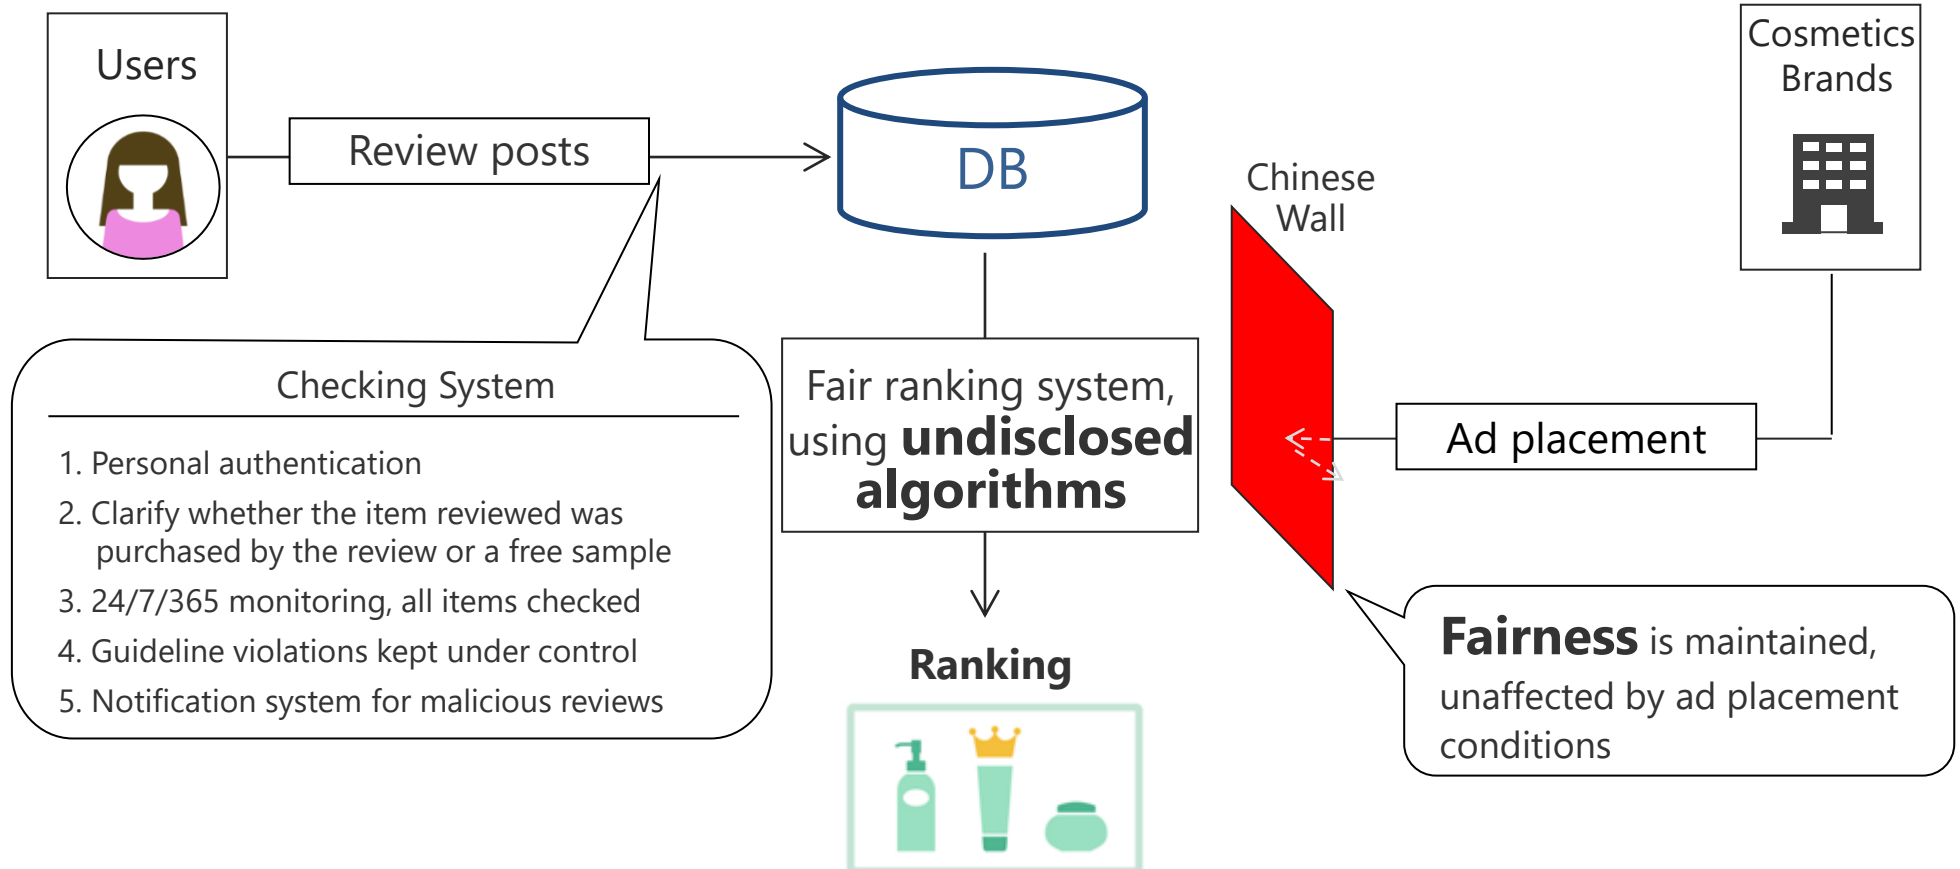 Users
Review posts
DB
Cosmetics
Brands
Chinese
Wall
Checking System
1. Personal authentication
2. Clarify whether the item reviewed was
purchased by the review or a free sample
3. 24/7/365 monitoring, all items checked
4. Guideline violations kept under control
5. Notification system for malicious reviews
Fair ranking system,
using undisclosed
algorithms
Ad placement
Ranking
Fairness is maintained,
unaffected by ad placement
conditions